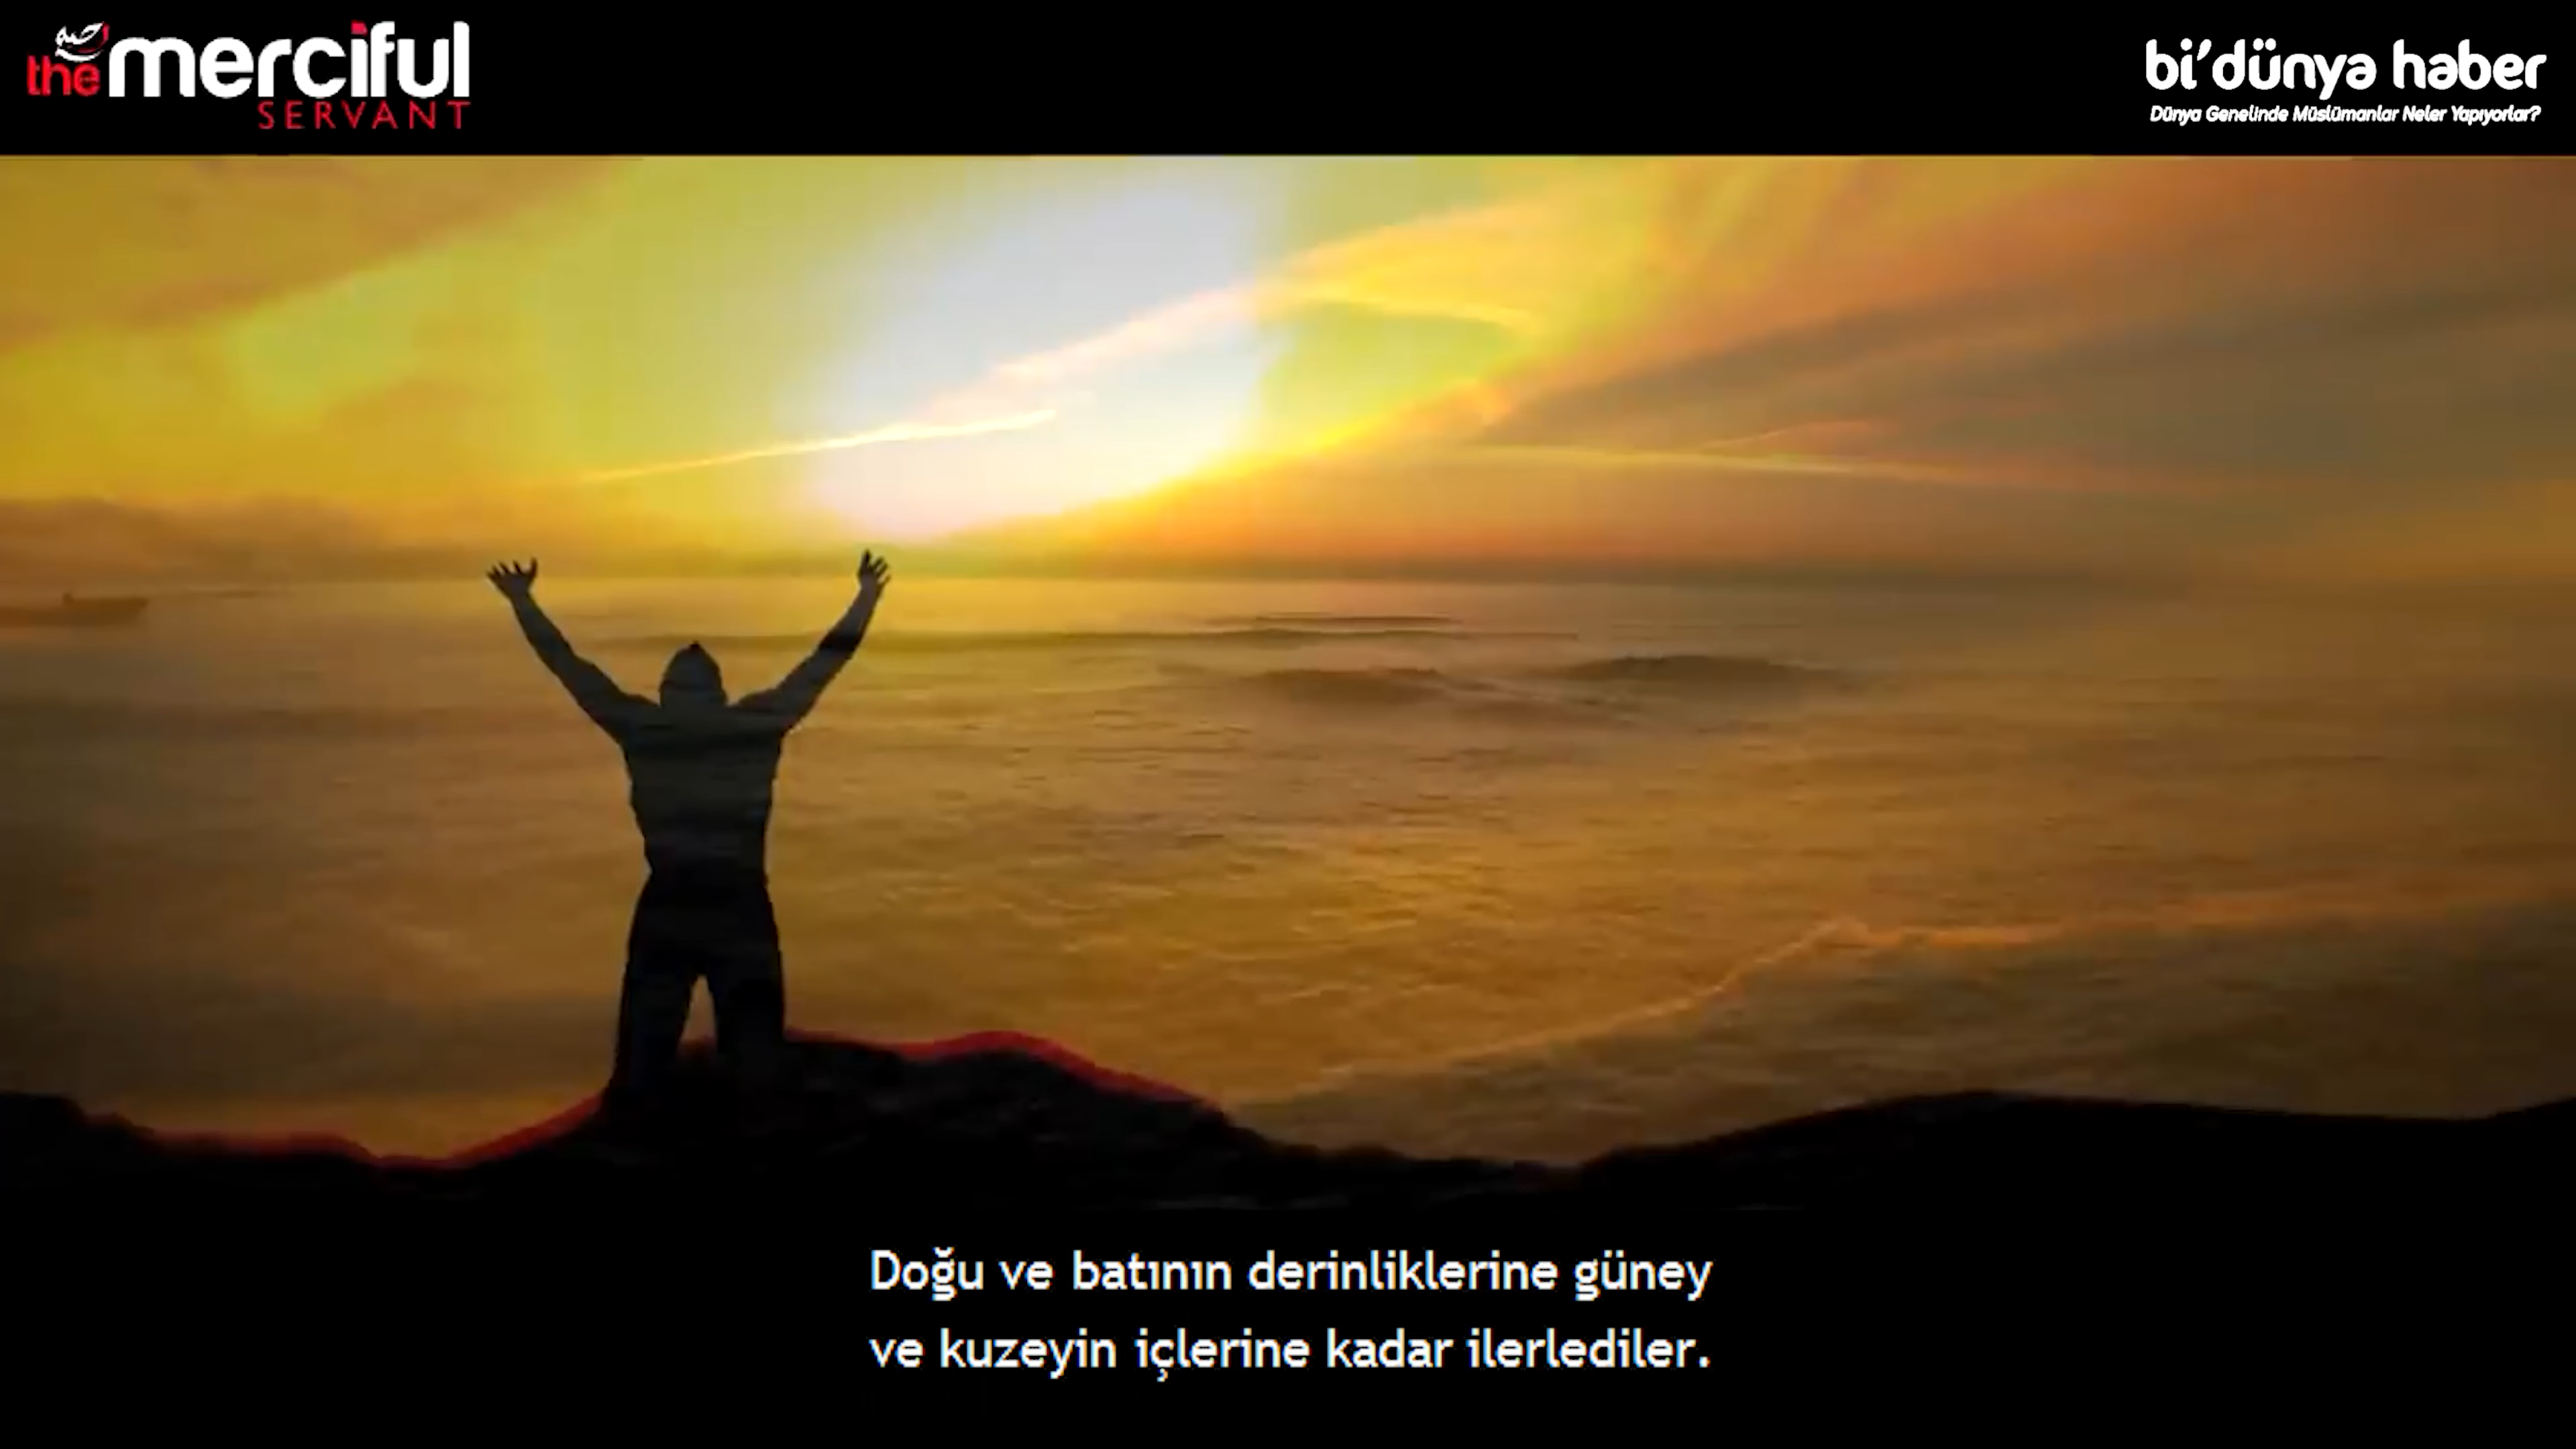 the merciful
SERVANT
bi'dünya haber
Dünya Genelinde Müslümanlar Neler Yapıyorlar?
Doğu ve batının derinliklerine güney
ve kuzeyin içlerine kadar ilerlediler.